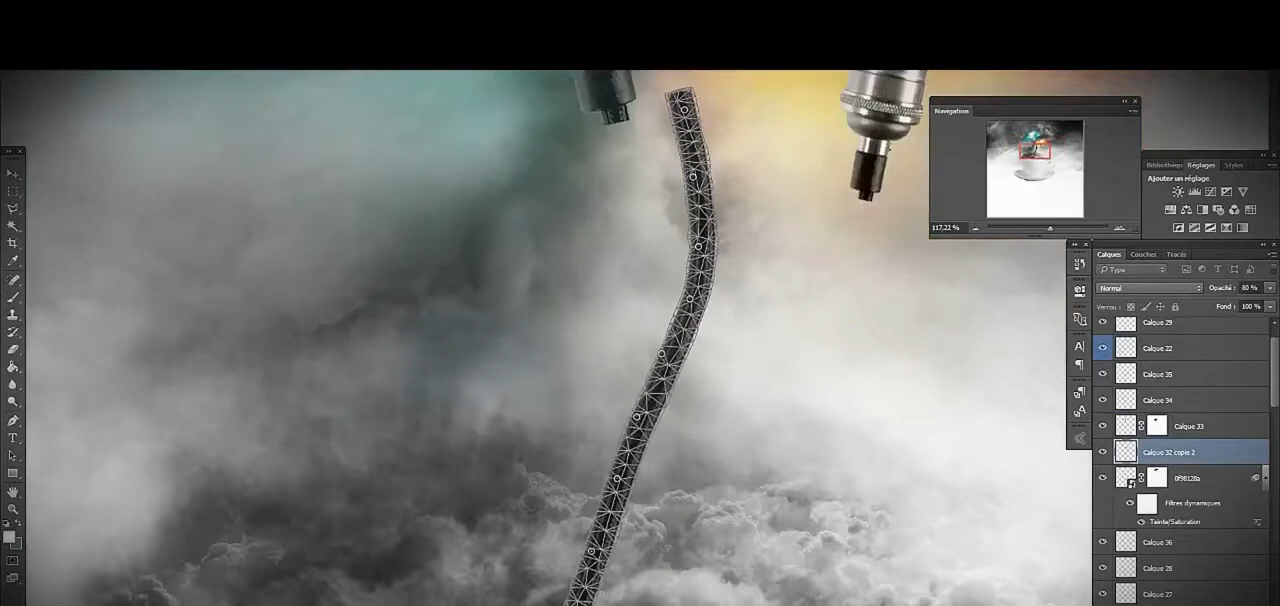 Navigation
117,22 %
Bibliothèqu Réglages Styles
Ajouter un réglage
Calques Couches Tracés
Type
Normal Opacité : 80 %
Verrou : Fond : 100 %
Calque 29
Calque 22
Calque 35
Calque 34
Calque 33
Calque 32 copie 2
0f98128a
Filtres dynamiques
Teinte/Saturation
Calque 36
Calque 28
Calque 27